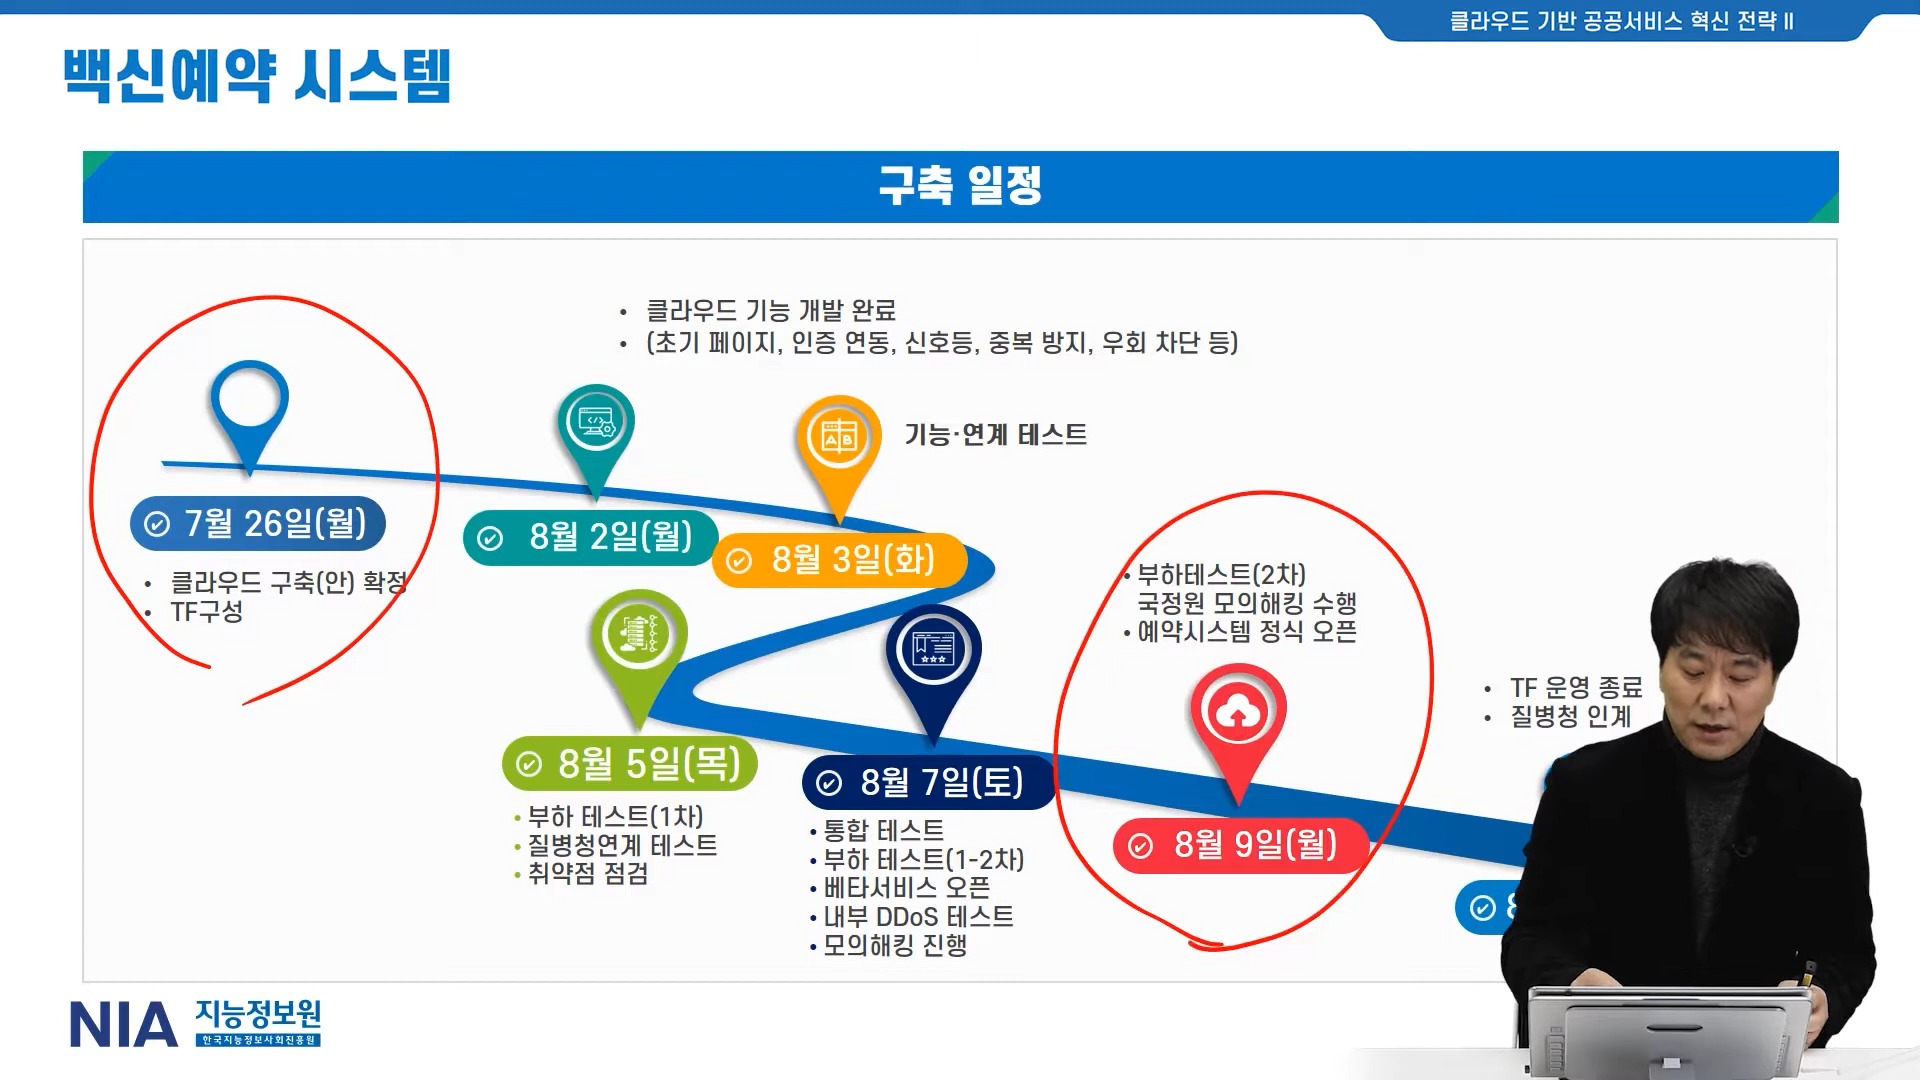 클라우드 기반 공공서비스 혁신 전략 II
백신예약 시스템
구축 일정
• 클라우드 기능 개발 완료
• (초기 페이지, 인증 연동, 신호등, 중복 방지, 우회 차단 등)
기능·연계 테스트
7월 26일(월)
• 클라우드 구축(안) 확정
• TF구성
8월 2일(월)
A B
8월 3일(화)
8월 5일(목)
• 부하 테스트(1차)
• 질병청연계 테스트
• 취약점 점검
8월 7일(토)
• 통합 테스트
• 부하 테스트(1-2차)
• 베타서비스 오픈
• 내부 DDoS 테스트
• 모의해킹 진행
• 부하테스트(2차)
국정원 모의해킹 수행
• 예약시스템 정식 오픈
8월 9일(월)
• TF 운영 종료
• 질병청 인계
NIA 지능정보원
한국지능정보사회진흥원